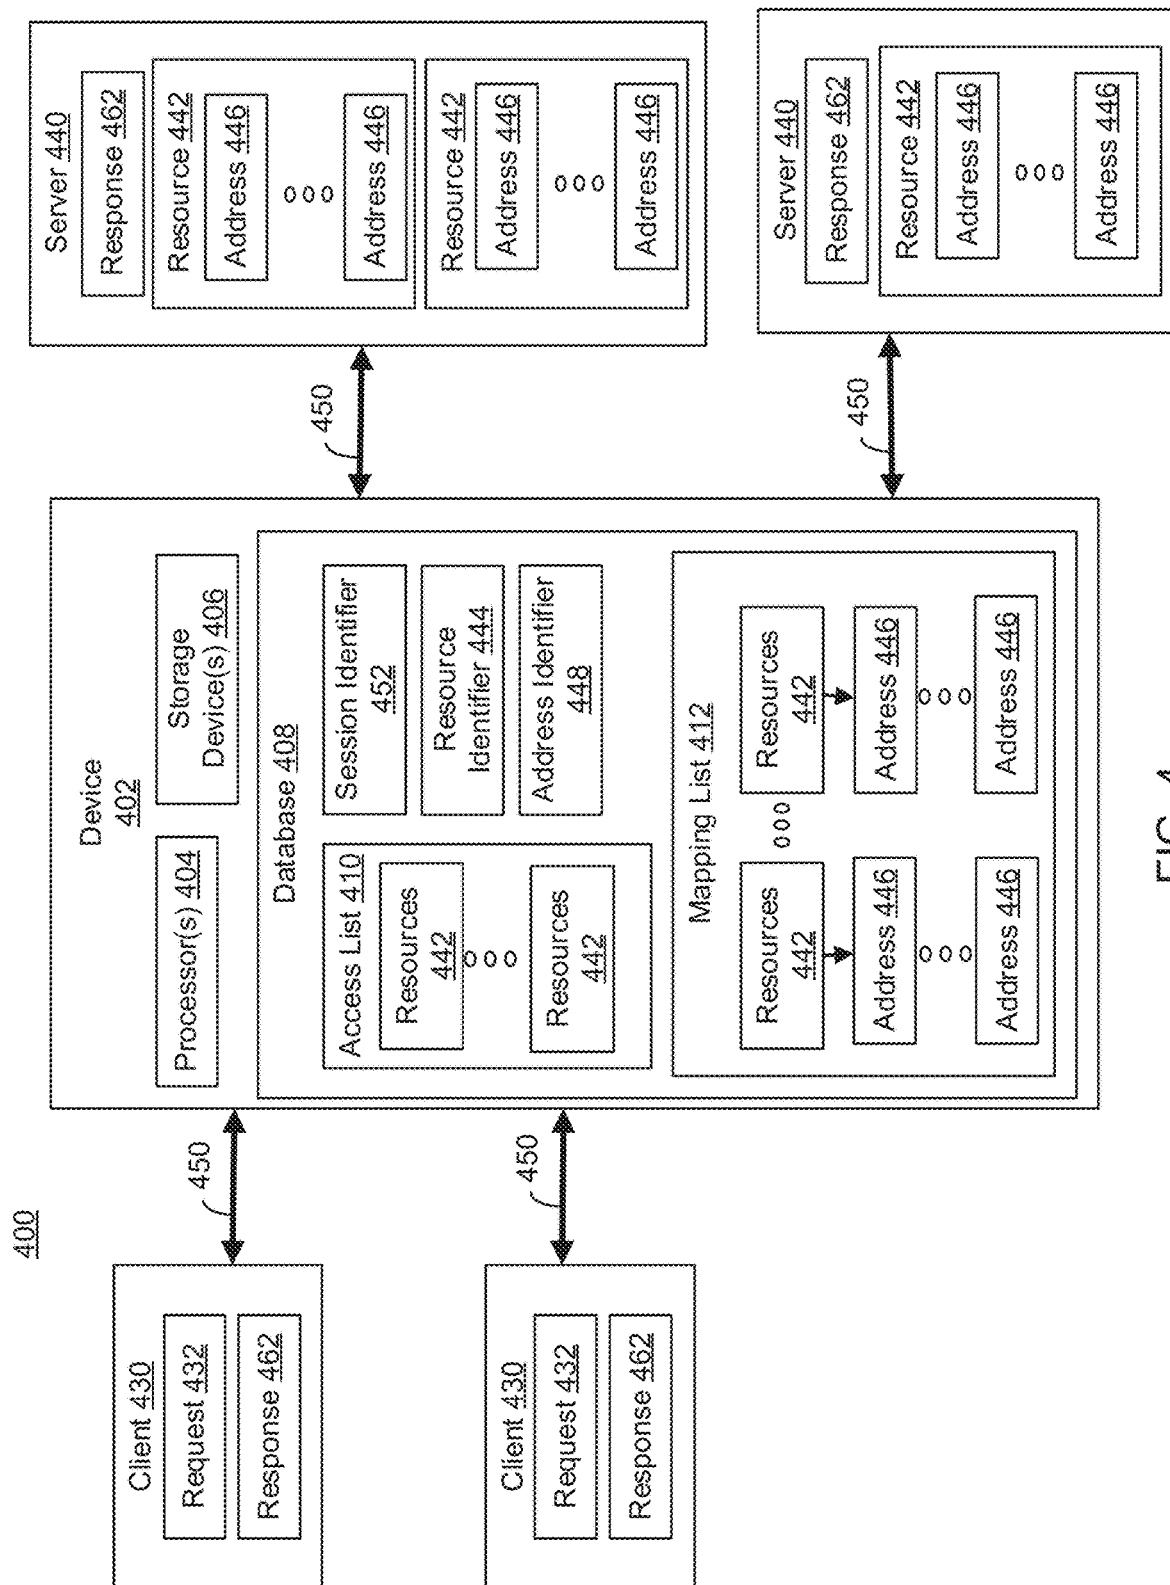 400
Client 430
Request 432
Response 462
Client 430
Request 432
Response 462
450
450
Device
402
Processor(s) 404
Storage
Device(s) 406
Database 408
Access List 410
Resources
442
Resources
442
Session Identifier
452
Resource
Identifier 444
Address Identifier
448
Mapping List 412
Resources
442
Address 446
Address 446
Resources
442
Address 446
Address 446
450
450
Server 440
Response 462
Resource 442
Address 446
Address 446
Resource 442
Address 446
Address 446
Server 440
Response 462
Resource 442
Address 446
Address 446